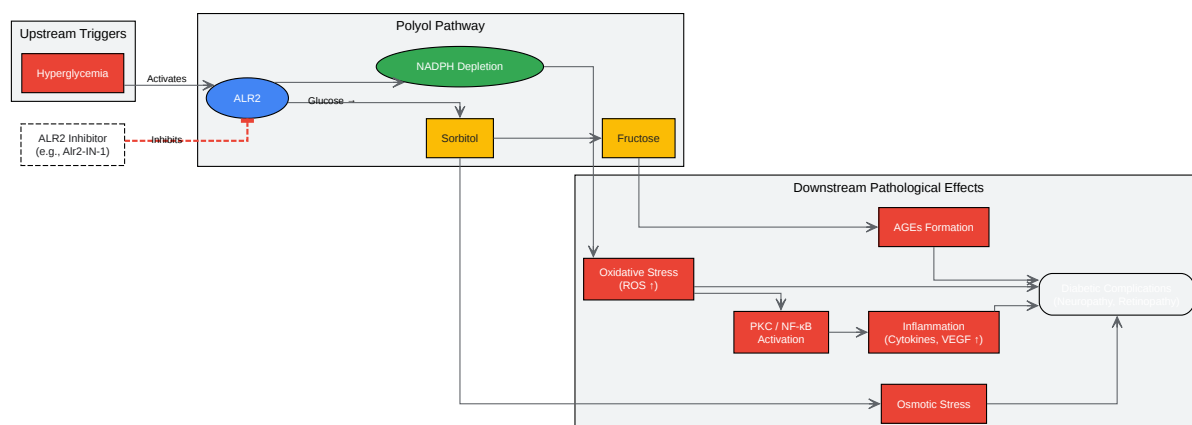 Upstream Triggers
Hyperglycemia
Activates
ALR2 Inhibitor
(e.g., Alr2-IN-1)
Inhibits
Polyol Pathway
NADPH Depletion
ALR2
Glucose →
Sorbitol
Fructose
Downstream Pathological Effects
AGEs Formation
Oxidative Stress
(ROS ↑)
Diabetic Complications
(Neuropathy, Retinopathy)
PKC / NF-κB
Activation
Inflammation
(Cytokines, VEGF ↑)
Osmotic Stress